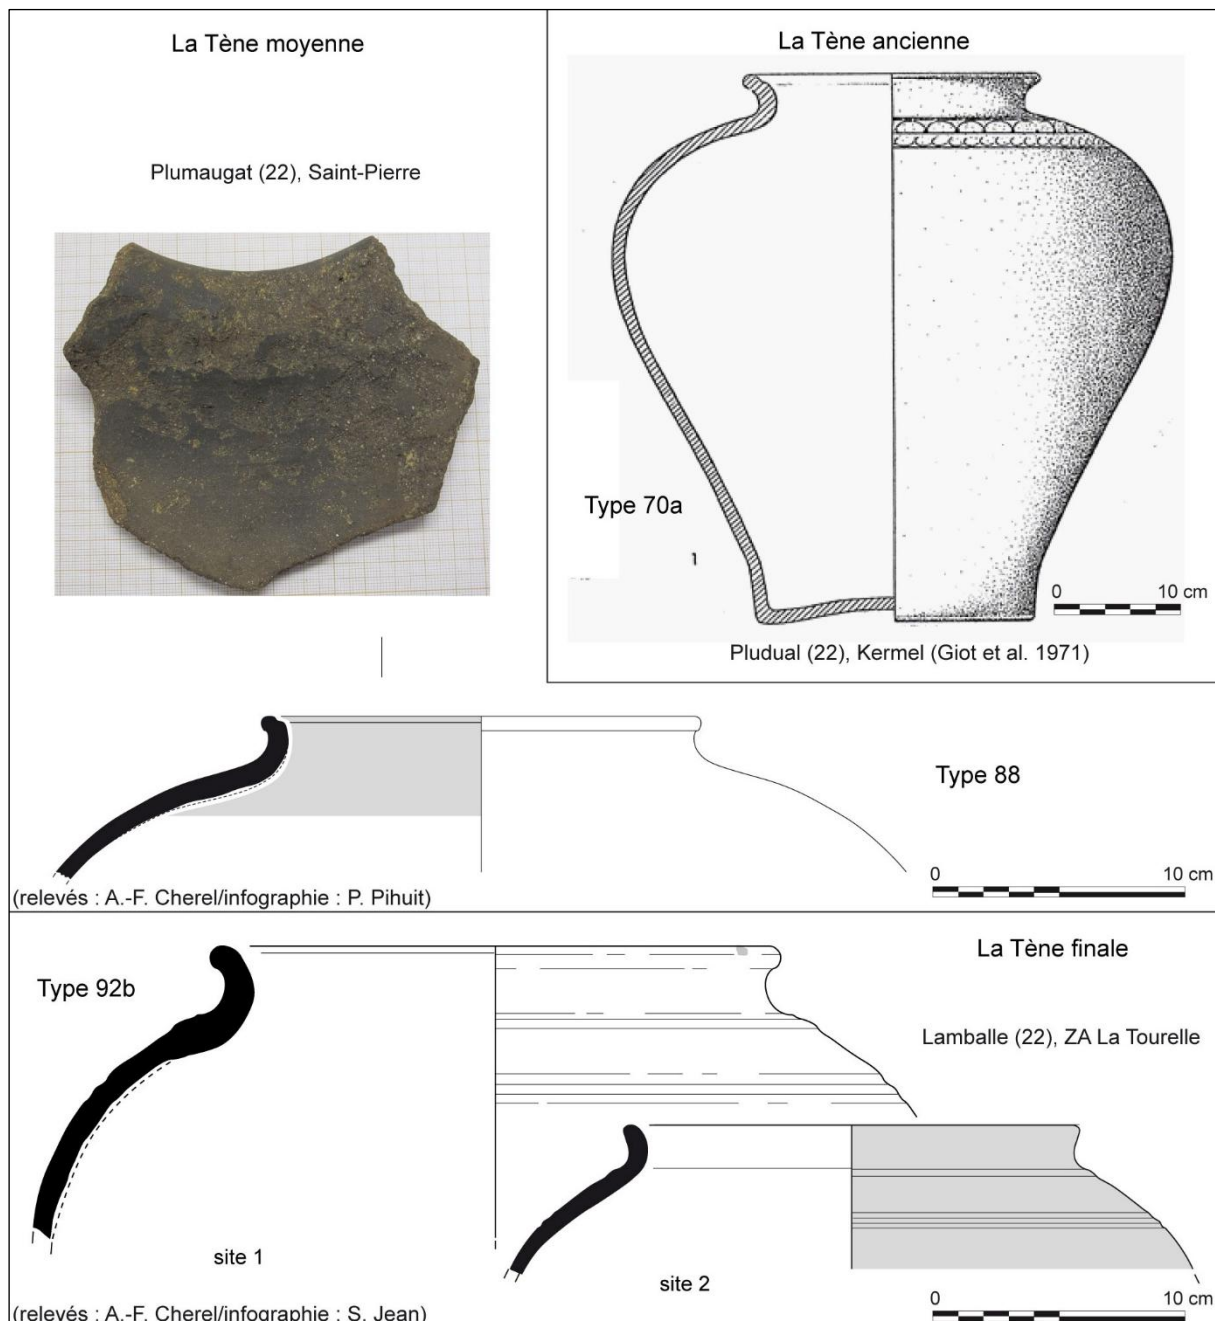 La Tène moyenne
Plumaugat (22), Saint-Pierre
La Tène ancienne
Type 70a
1
0 10 cm
Pludual (22), Kermel (Giot et al. 1971)
Type 88
0 10 cm
(relevés : A.-F. Cherel/infographie : P. Pihuit)
La Tène finale
Type 92b
Lamballe (22), ZA La Tourelle
site 1
site 2
0 10 cm
(relevés : A.-F. Cherel/infographie : S. Jean)